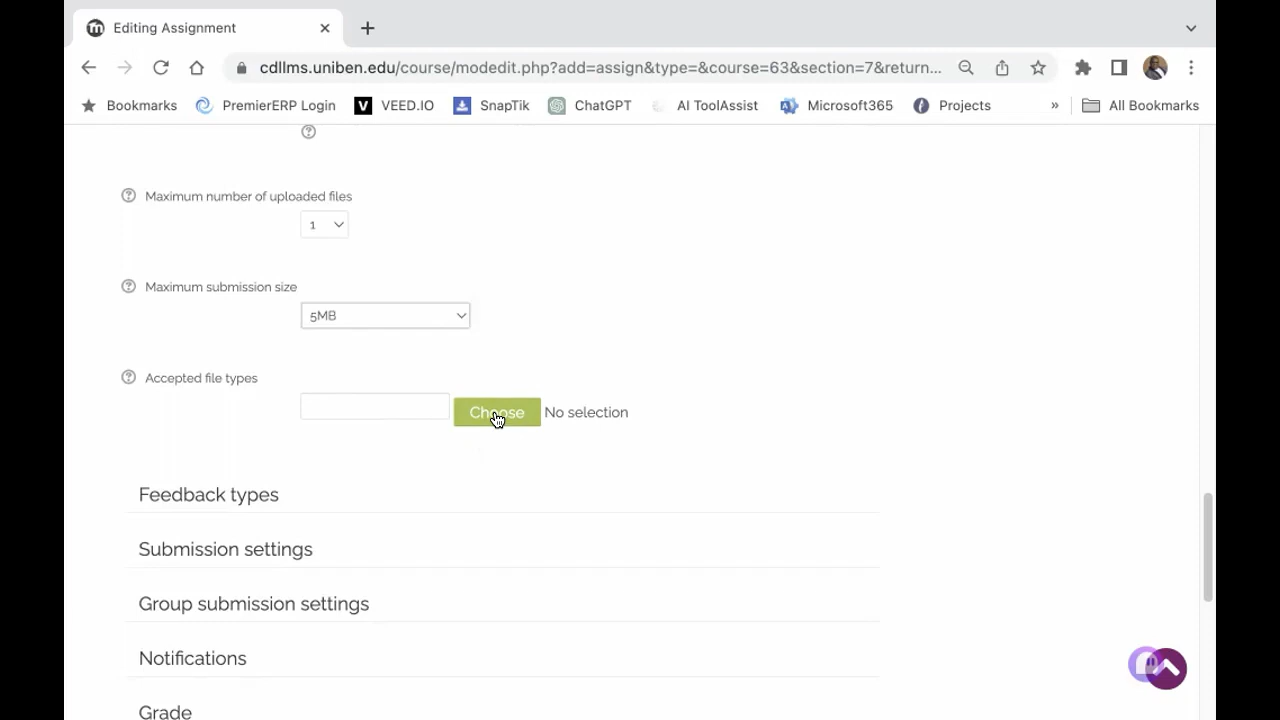 Editing Assignment
cdllms.uniben.edu/course/modedit.php?add=assign&type=&course=63&section=7&return...
Bookmarks PremierERP Login V VEED.IO SnapTik ChatGPT AI ToolAssist Microsoft365 Projects » All Bookmarks
Maximum number of uploaded files
1
Maximum submission size
5MB
Accepted file types
Choose No selection
Feedback types
Submission settings
Group submission settings
Notifications
Grade